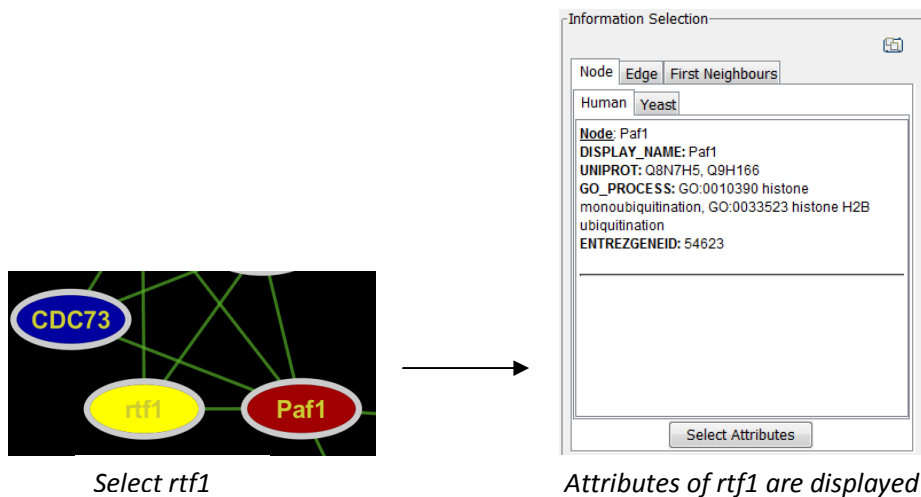 Information Selection
Node Edge First Neighbours
Human Yeast
Node: Paf1
DISPLAY_NAME: Paf1
UNIPROT: Q8N7H5, Q9H166
GO_PROCESS: GO:0010390 histone
monoubiquitination, GO:0033523 histone H2B
ubiquitination
ENTREZGENEID: 54623
Select Attributes
CDC73
rtf1 Paf1
Select rtf1
Attributes of rtf1 are displayed